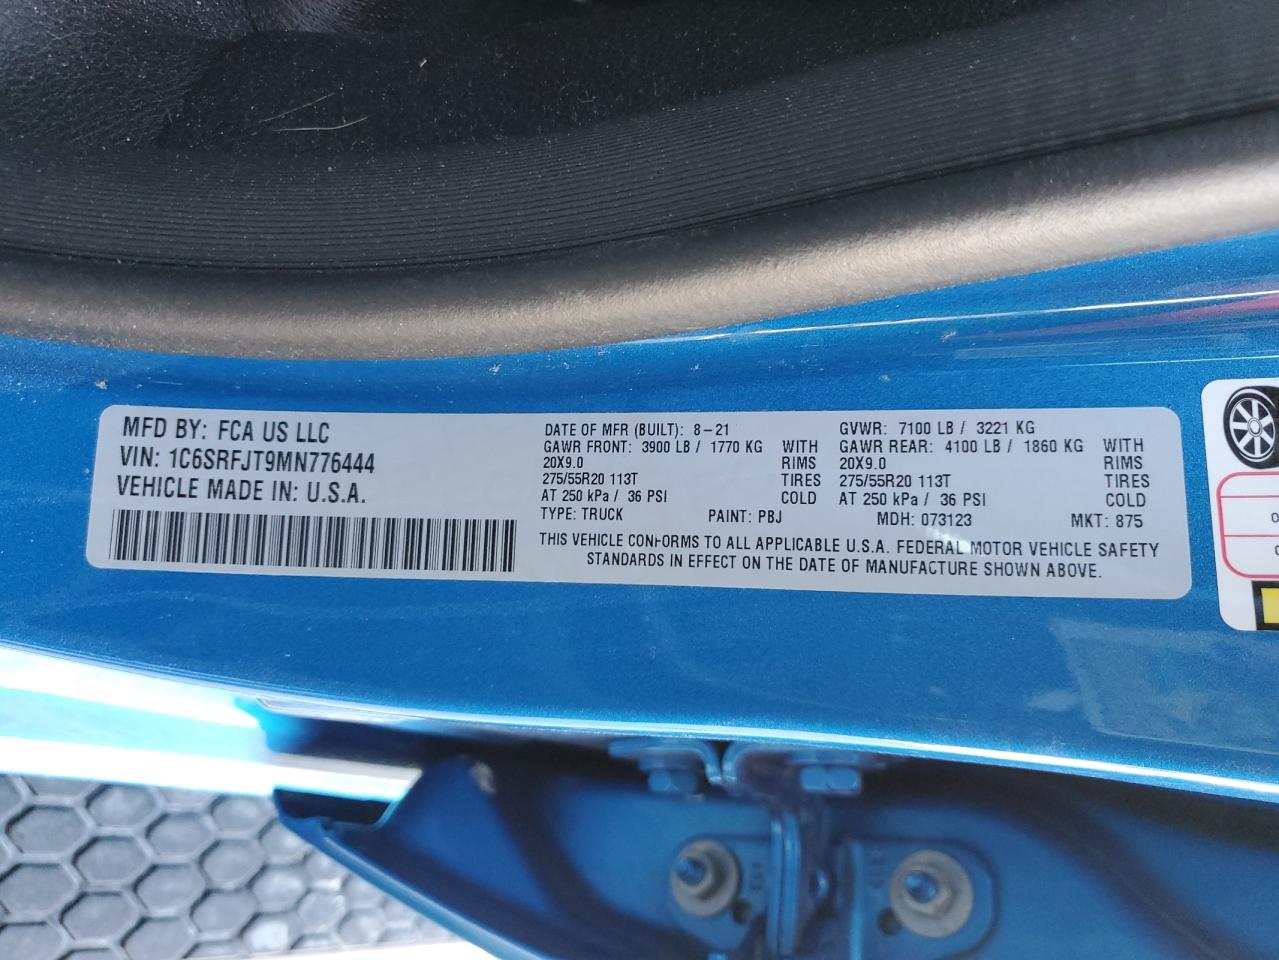 MFD BY: FCA US LLC
VIN: 1C6SRFJT9MN776444
VEHICLE MADE IN: U.S.A.
DATE OF MFR (BUILT): 8-21 GVWR: 7100 LB / 3221 KG
GAWR FRONT: 3900 LB / 1770 KG WITH GAWR REAR: 4100 LB / 1860 KG WITH
20X9.0 RIMS 20X9.0 RIMS
275/55R20 113T TIRES 275/55R20 113T TIRES
AT 250 kPa / 36 PSI COLD AT 250 kPa / 36 PSI COLD
TYPE: TRUCK PAINT: PBJ MDH: 073123 MKT: 875
THIS VEHICLE CONFORMS TO ALL APPLICABLE U.S.A. FEDERAL MOTOR VEHICLE SAFETY
STANDARDS IN EFFECT ON THE DATE OF MANUFACTURE SHOWN ABOVE.